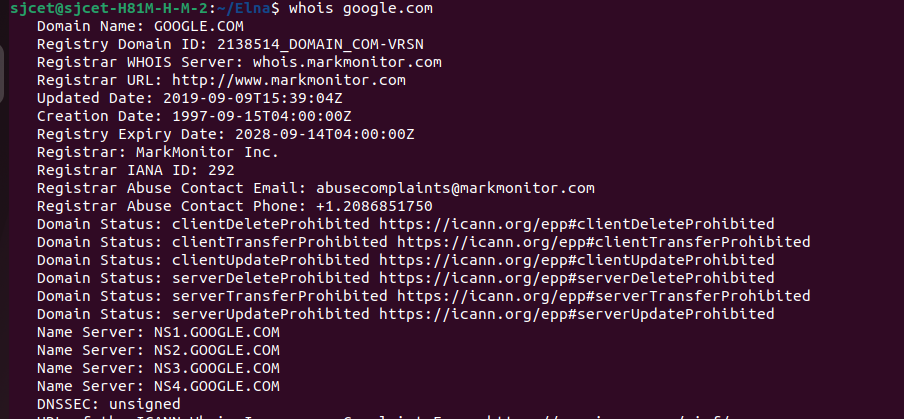 sjcet@sjcet-H81M-H-M-2:~/Elna$ whois google.com
Domain Name: GOOGLE.COM
Registry Domain ID: 2138514_DOMAIN_COM-VRSN
Registrar WHOIS Server: whois.markmonitor.com
Registrar URL: http://www.markmonitor.com
Updated Date: 2019-09-09T15:39:04Z
Creation Date: 1997-09-15T04:00:00Z
Registry Expiry Date: 2028-09-14T04:00:00Z
Registrar: MarkMonitor Inc.
Registrar IANA ID: 292
Registrar Abuse Contact Email: abusecomplaints@markmonitor.com
Registrar Abuse Contact Phone: +1.2086851750
Domain Status: clientDeleteProhibited https://icann.org/epp#clientDeleteProhibited
Domain Status: clientTransferProhibited https://icann.org/epp#clientTransferProhibited
Domain Status: clientUpdateProhibited https://icann.org/epp#clientUpdateProhibited
Domain Status: serverDeleteProhibited https://icann.org/epp#serverDeleteProhibited
Domain Status: serverTransferProhibited https://icann.org/epp#serverTransferProhibited
Domain Status: serverUpdateProhibited https://icann.org/epp#serverUpdateProhibited
Name Server: NS1.GOOGLE.COM
Name Server: NS2.GOOGLE.COM
Name Server: NS3.GOOGLE.COM
Name Server: NS4.GOOGLE.COM
DNSSEC: unsigned